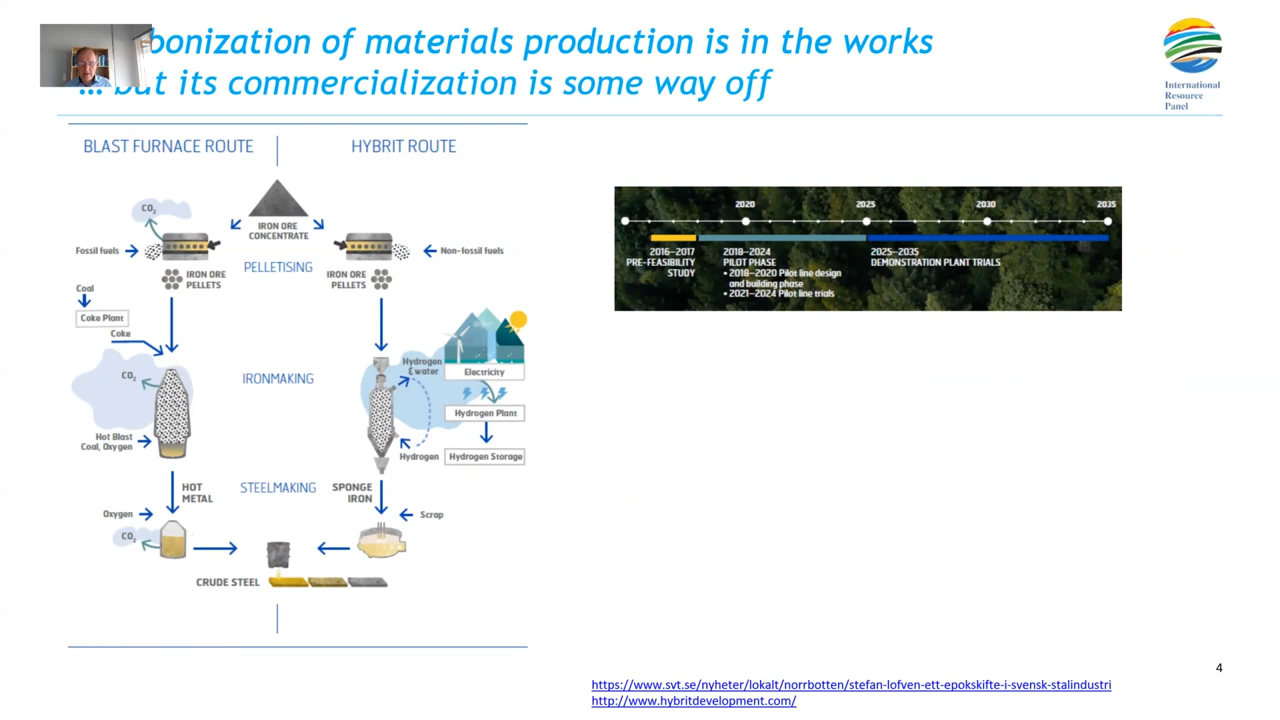 bonization of materials production is in the works
... but its commercialization is some way off
International
Resource
Panel
BLAST FURNACE ROUTE
HYBRIT ROUTE
CO2
IRON ORE
CONCENTRATE
Fossil fuels
Non-fossil fuels
PELLETISING
IRON ORE
PELLETS
IRON ORE
PELLETS
Coal
Coke Plant
Coke
CO2
IRONMAKING
Hydrogen
& water
Electricity
Hydrogen Plant
Hot Blast
Coal, Oxygen
Hydrogen
Hydrogen Storage
HOT
METAL
STEELMAKING
SPONGE
IRON
Oxygen
Scrap
CO2
CRUDE STEEL
2020
2025
2030
2035
2016–2017
PRE-FEASIBILITY
STUDY
2018–2024
PILOT PHASE
• 2018–2020 Pilot line design
and building phase
• 2021–2024 Pilot line trials
2025–2035
DEMONSTRATION PLANT TRIALS
4
https://www.svt.se/nyheter/lokalt/norrbotten/stefan-lofven-ett-epokskifte-i-svensk-stalindustri
http://www.hybritdevelopment.com/